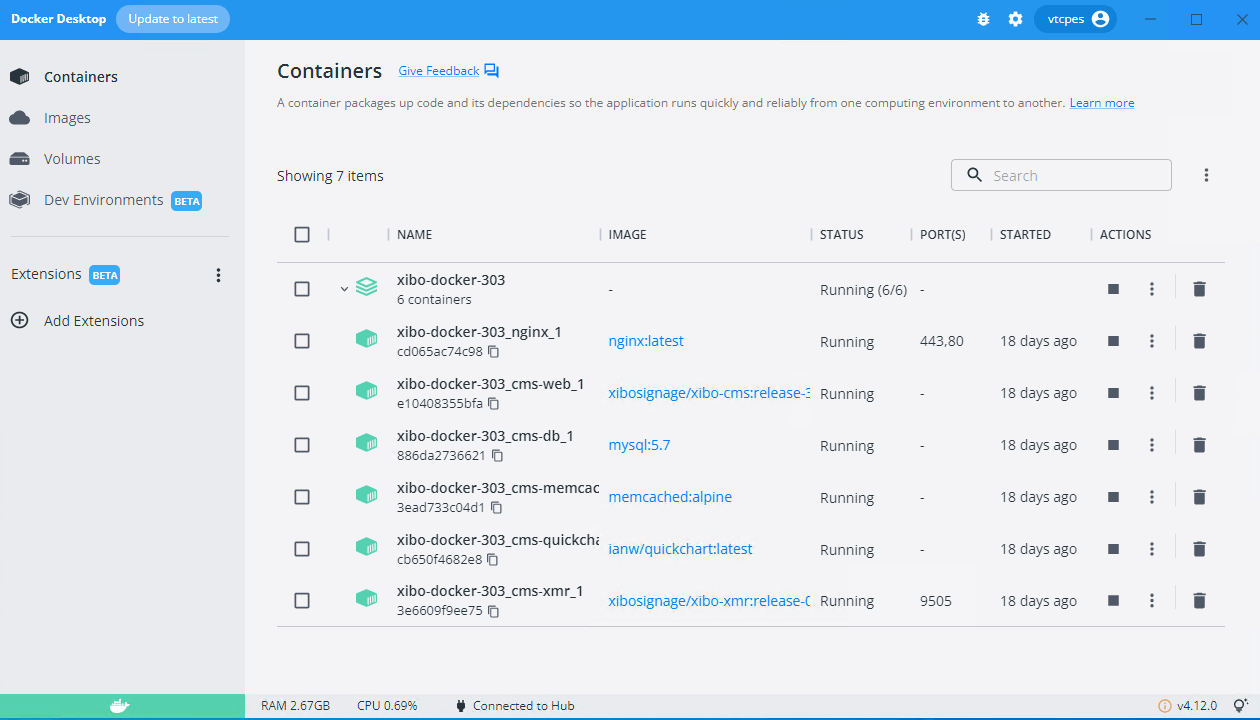 Docker Desktop Update to latest vtcpes
Containers
Images
Volumes
Dev Environments BETA
Extensions BETA
Add Extensions
Containers Give Feedback
A container packages up code and its dependencies so the application runs quickly and reliably from one computing environment to another. Learn more
Showing 7 items Search
NAME IMAGE STATUS PORT(S) STARTED ACTIONS
xibo-docker-303
6 containers
- Running (6/6) -
xibo-docker-303_nginx_1
cd065ac74c98
nginx:latest Running 443,80 18 days ago
xibo-docker-303_cms-web_1
e10408355bfa
xibosignage/xibo-cms:release-3 Running - 18 days ago
xibo-docker-303_cms-db_1
886da2736621
mysql:5.7 Running - 18 days ago
xibo-docker-303_cms-memcac
3ead733c04d1
memcached:alpine Running - 18 days ago
xibo-docker-303_cms-quickcha
cb650f4682e8
ianw/quickchart:latest Running - 18 days ago
xibo-docker-303_cms-xmr_1
3e6609f9ee75
xibosignage/xibo-xmr:release-0 Running 9505 18 days ago
RAM 2.67GB CPU 0.69% Connected to Hub v4.12.0